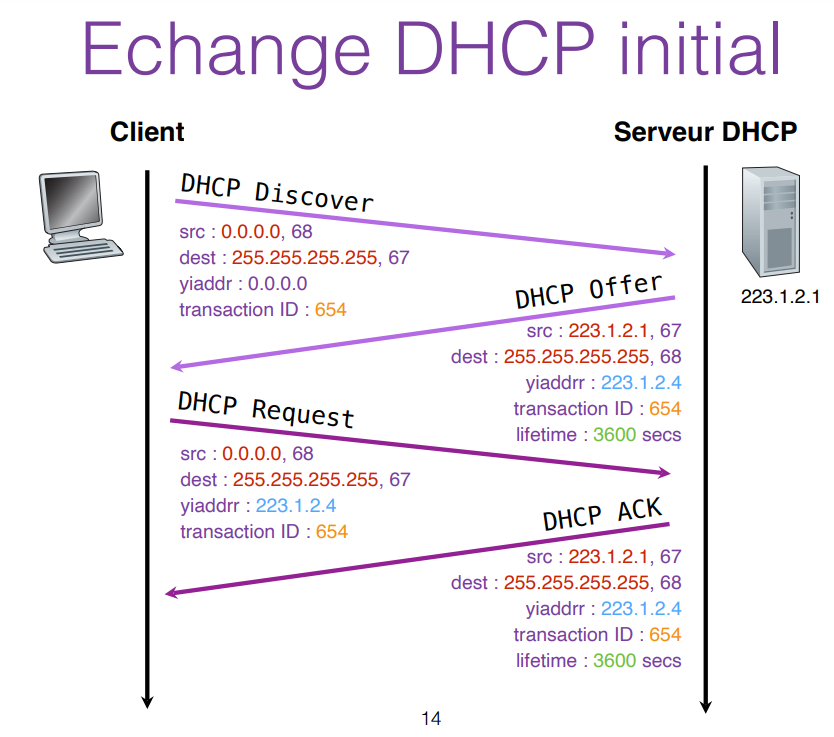 Echange DHCP initial
Client
Serveur DHCP
DHCP Discover
src : 0.0.0.0, 68
dest : 255.255.255.255, 67
yiaddr : 0.0.0.0
transaction ID : 654
223.1.2.1
DHCP Offer
src : 223.1.2.1, 67
dest : 255.255.255.255, 68
yiaddrr : 223.1.2.4
transaction ID : 654
lifetime : 3600 secs
DHCP Request
src : 0.0.0.0, 68
dest : 255.255.255.255, 67
yiaddrr : 223.1.2.4
transaction ID : 654
DHCP ACK
src : 223.1.2.1, 67
dest : 255.255.255.255, 68
yiaddrr : 223.1.2.4
transaction ID : 654
lifetime : 3600 secs
14